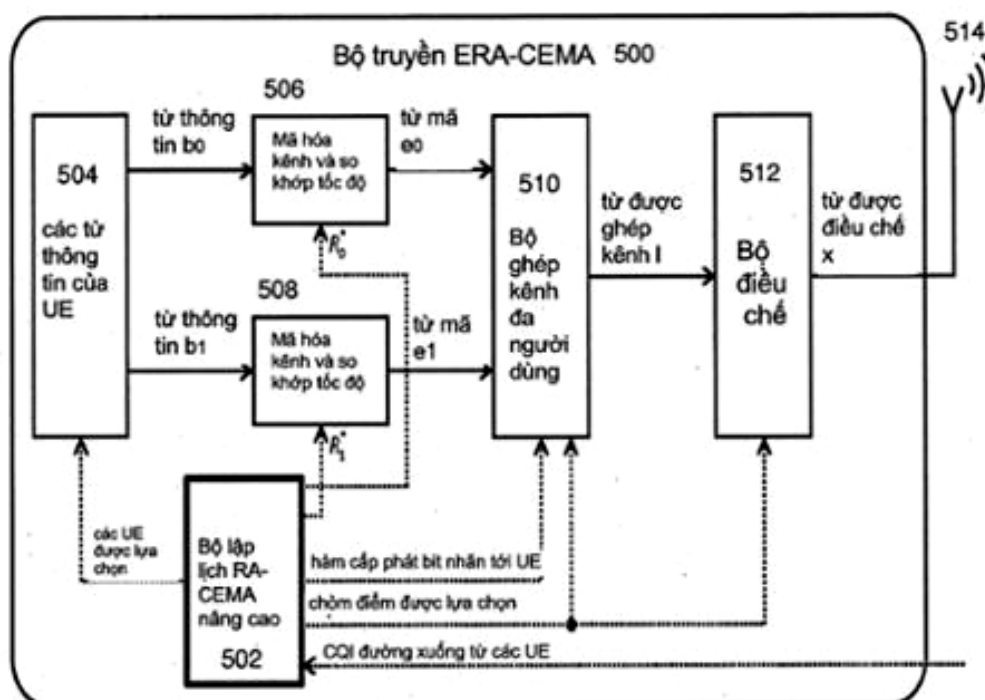 Bộ truyền ERA-CEMA 500
514
504
các từ
thông
tin của
UE
từ thông
tin b0
506
Mã hóa
kênh và so
khớp tốc độ
từ mã
e0
R*0
từ thông
tin b1
508
Mã hóa
kênh và so
khớp tốc độ
từ mã
e1
R*1
510
Bộ
ghép
kênh
đa
người
dùng
từ được
ghép
kênh I
512
Bộ
điều
chế
từ được
điều chế
x
các UE
được lựa
chọn
Bộ lập
lịch RA-
CEMA
nâng cao
502
hàm cấp phát bit nhãn tới UE
chòm điểm được lựa chọn
CQI đường xuống từ các UE